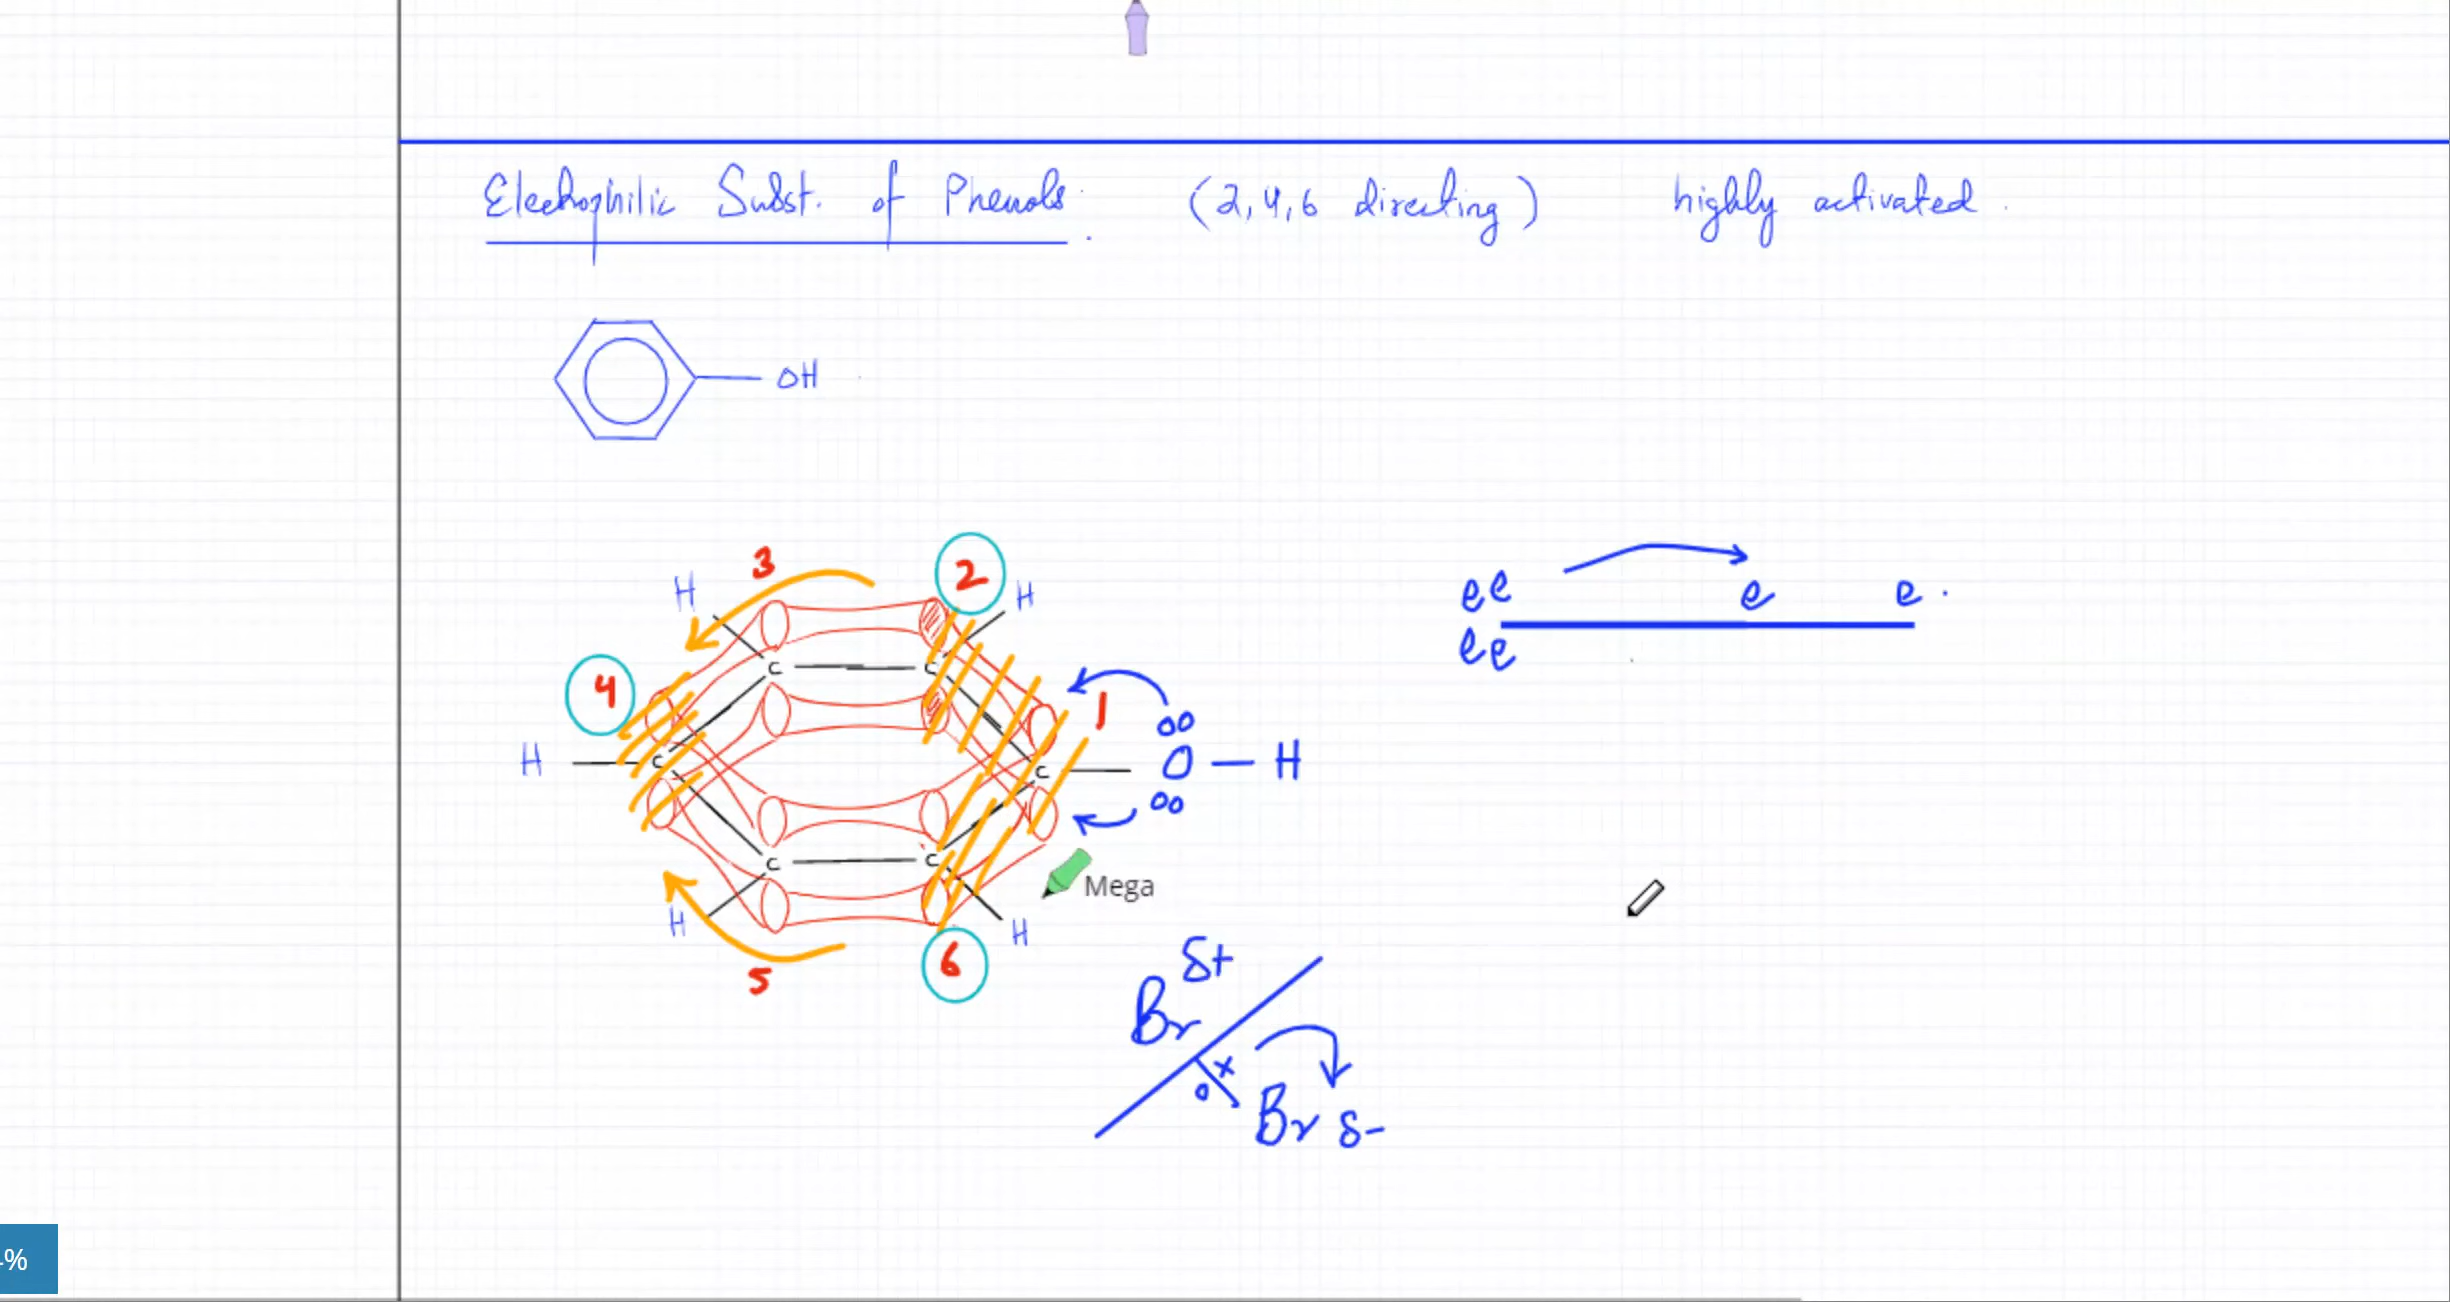 Electrophilic Subst. of Phenols. (2,4,6 directing) highly activated.
OH
3 2
H H
ee e e.
4 c c 1
ee
H c c O — H
c c
Mega
H H
5 6
Br δ+
x
o
Br δ-
-%